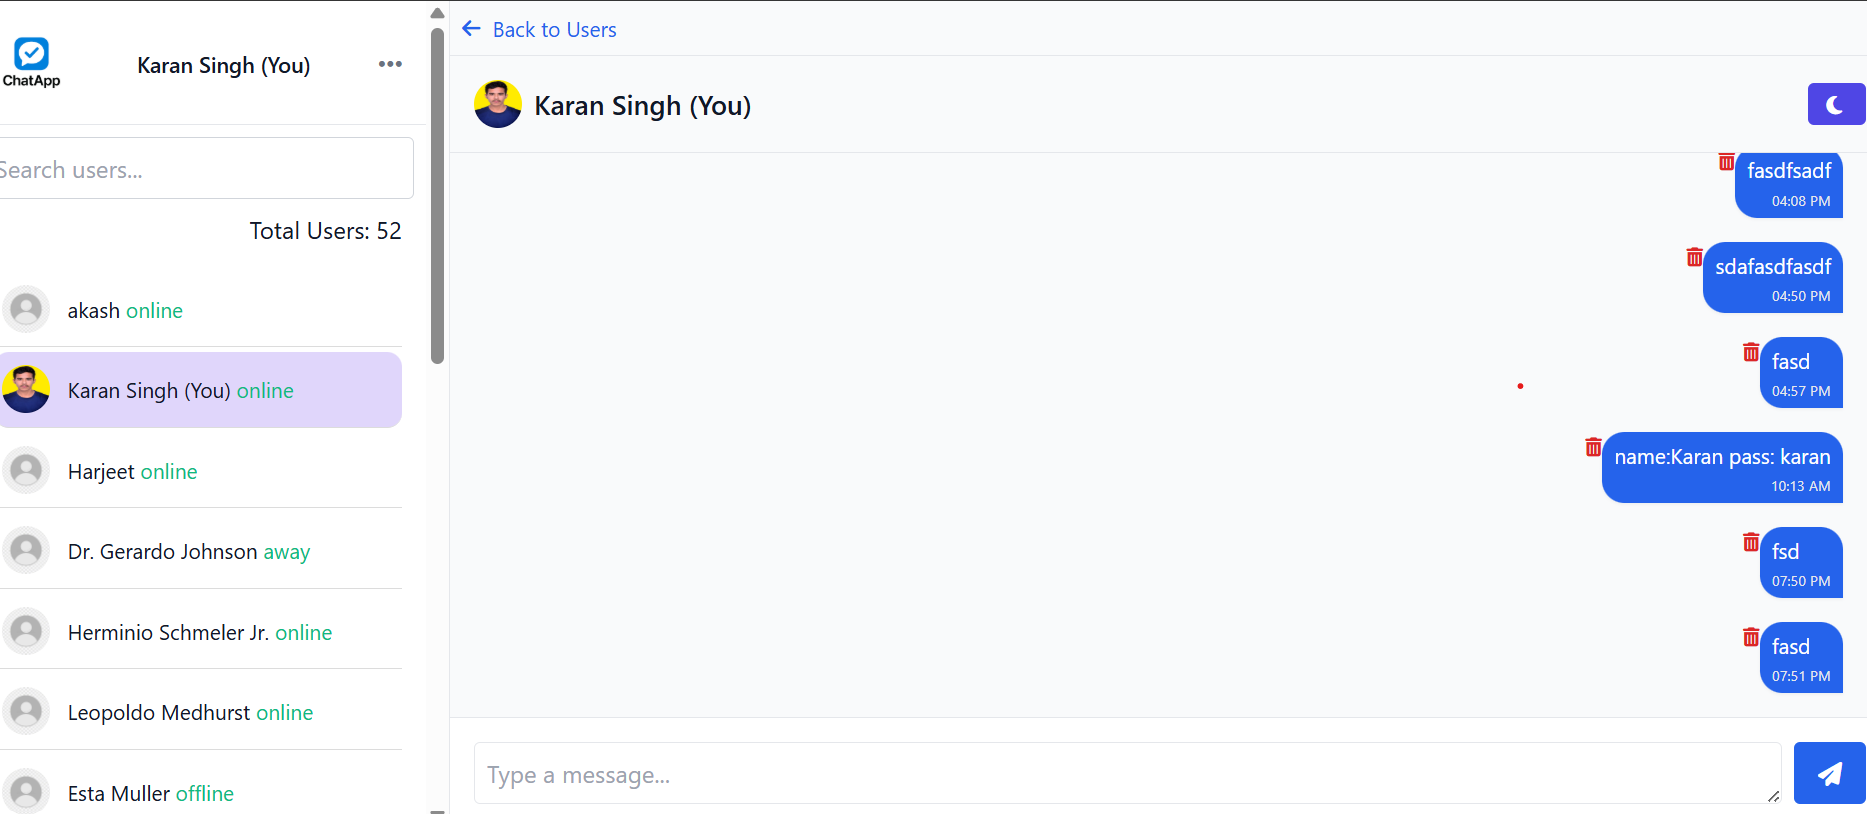 ChatApp
Karan Singh (You)
Search users...
Total Users: 52
akash online
Karan Singh (You) online
Harjeet online
Dr. Gerardo Johnson away
Herminio Schmeler Jr. online
Leopoldo Medhurst online
Esta Muller offline
Back to Users
Karan Singh (You)
fasdfsadf
04:08 PM
sdafasdfasdf
04:50 PM
fasd
04:57 PM
name:Karan pass: karan
10:13 AM
fsd
07:50 PM
fasd
07:51 PM
Type a message...